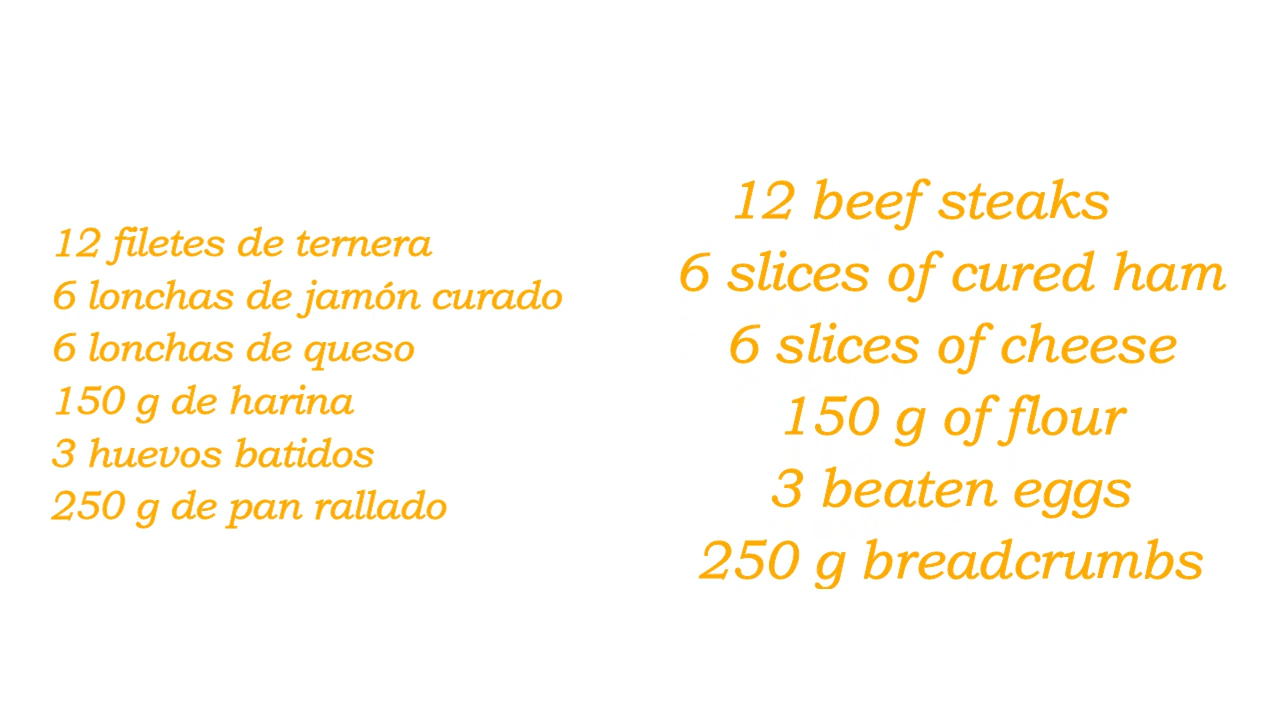 12 filetes de ternera
6 lonchas de jamón curado
6 lonchas de queso
150 g de harina
3 huevos batidos
250 g de pan rallado
12 beef steaks
6 slices of cured ham
6 slices of cheese
150 g of flour
3 beaten eggs
250 g breadcrumbs